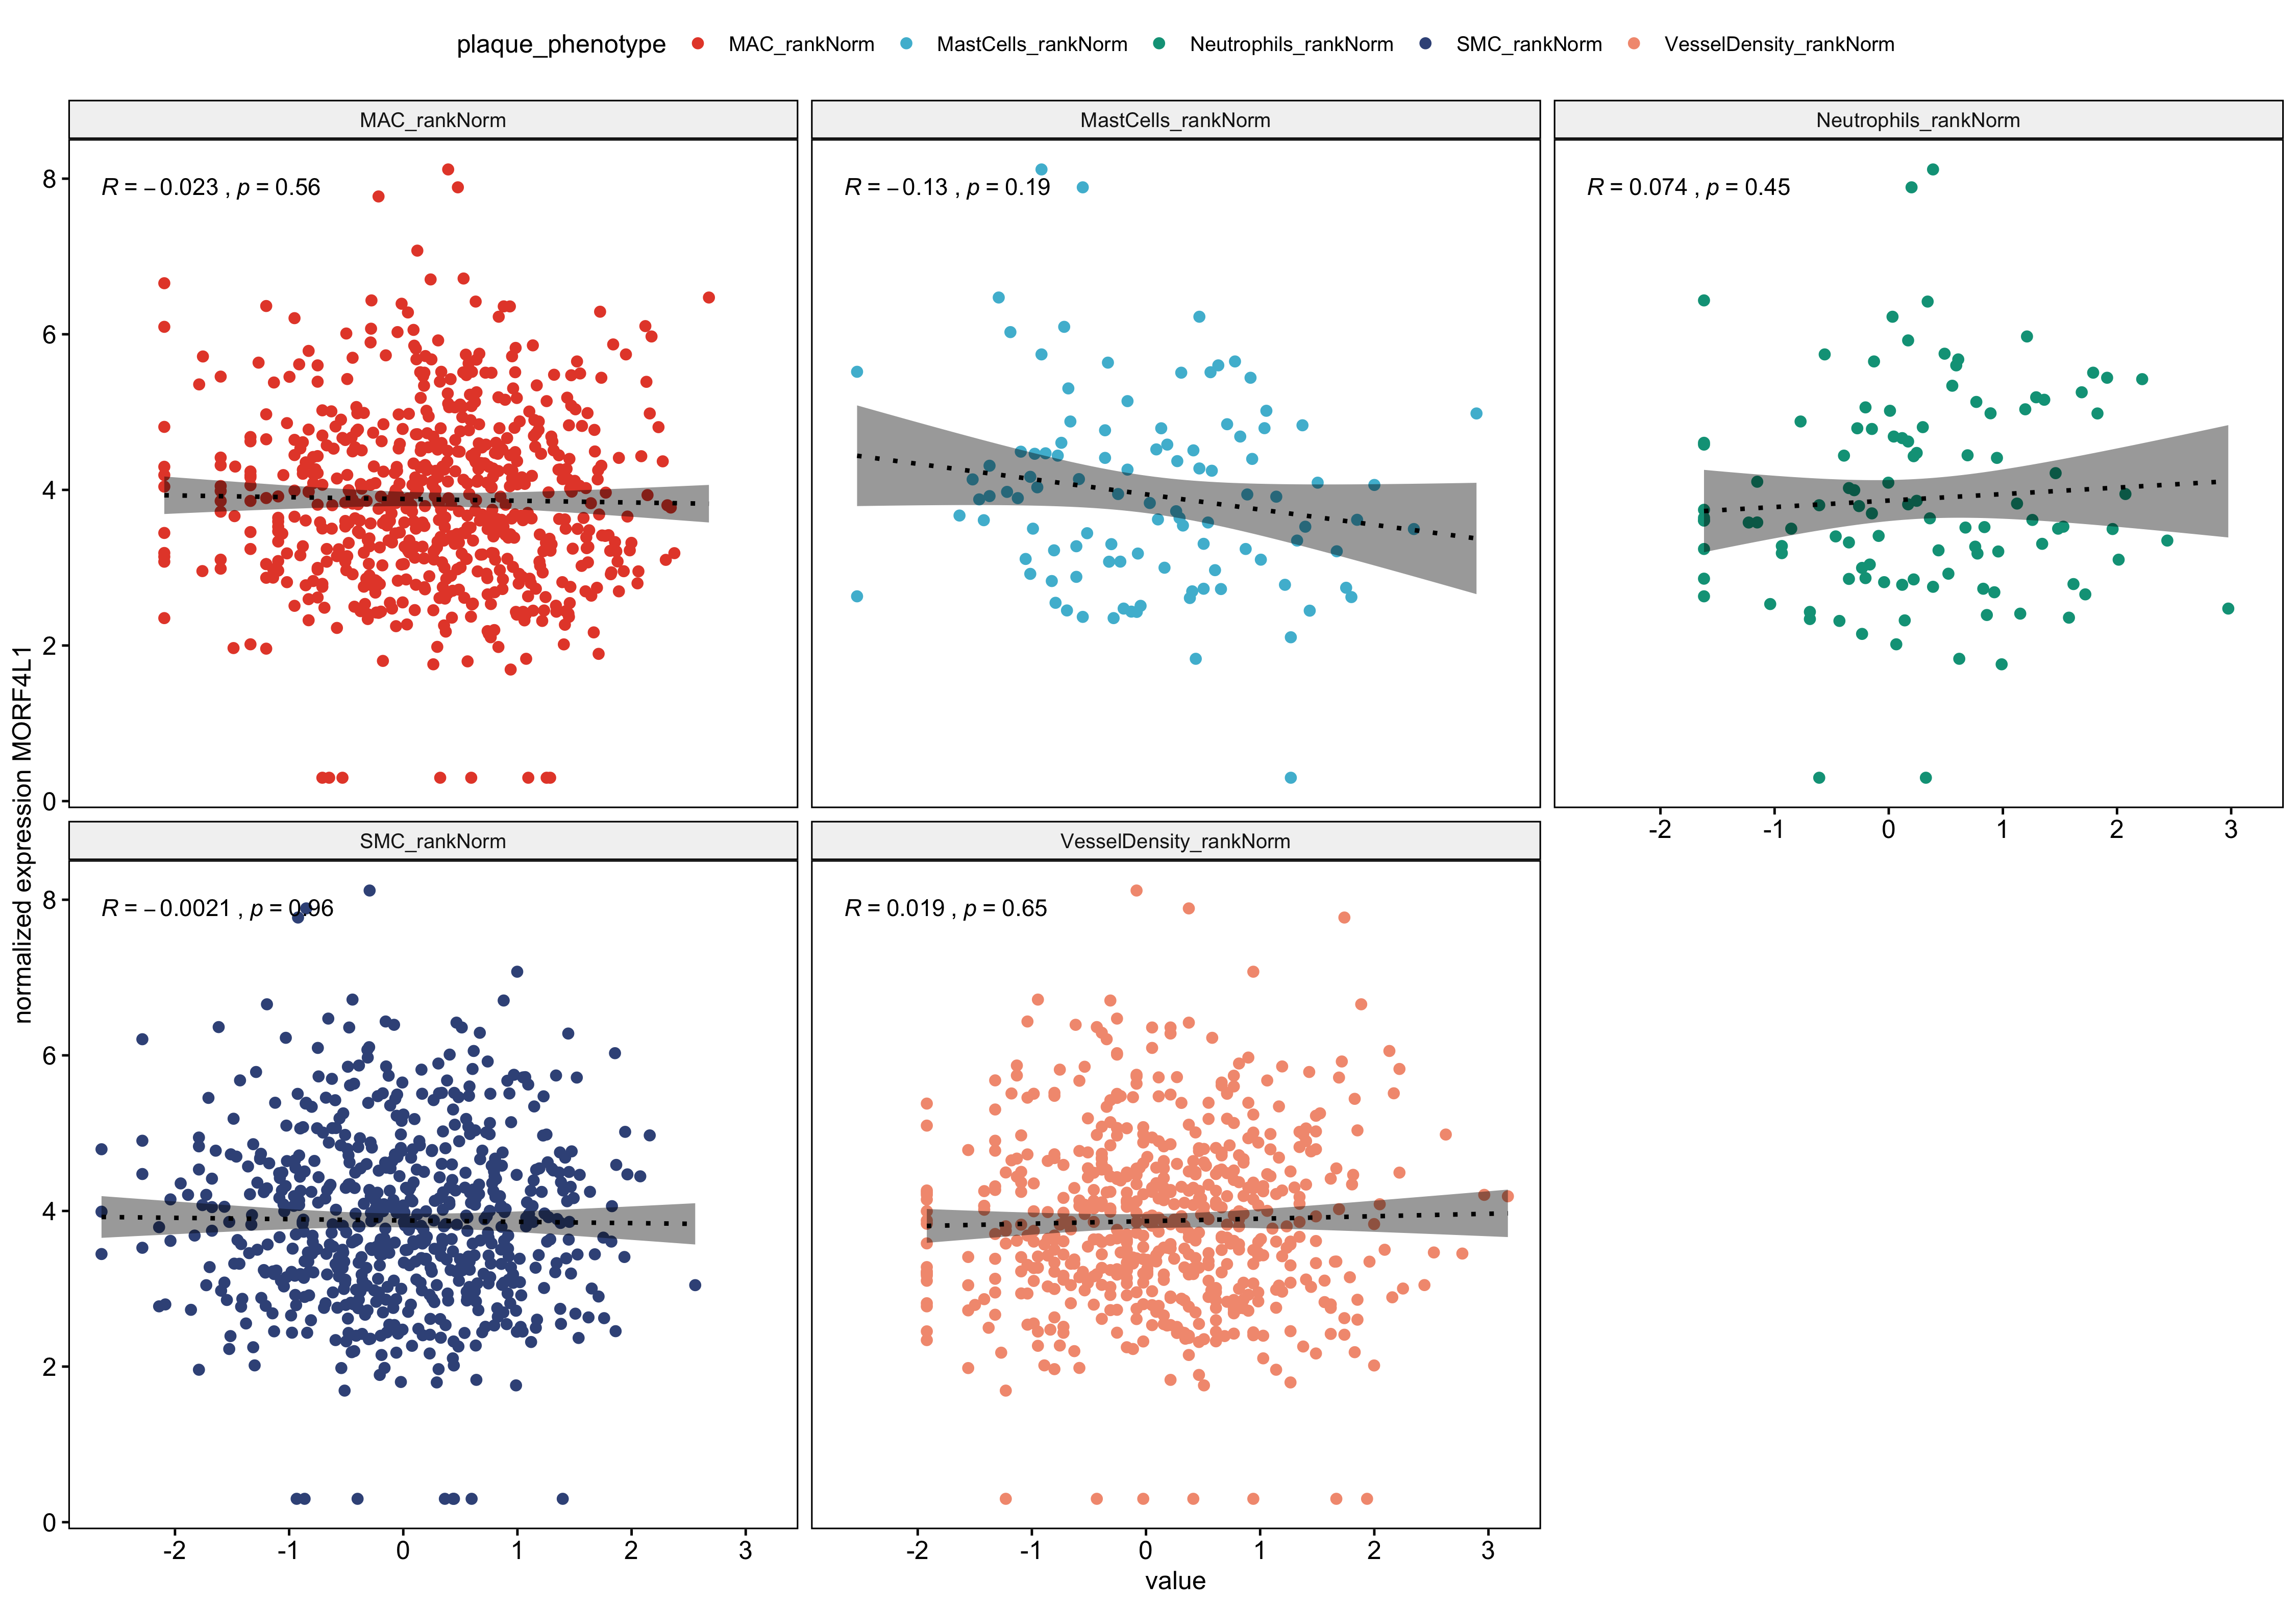 plaque_phenotype MAC_rankNorm MastCells_rankNorm Neutrophils_rankNorm SMC_rankNorm VesselDensity_rankNorm
MAC_rankNorm
MastCells_rankNorm
Neutrophils_rankNorm
R = −0.023 , p = 0.56
R = −0.13 , p = 0.19
R = 0.074 , p = 0.45
8
6
4
2
0
-2 -1 0 1 2 3
normalized expression MORF4L1
SMC_rankNorm
VesselDensity_rankNorm
R = −0.0021 , p = 0.96
R = 0.019 , p = 0.65
8
6
4
2
0
-2 -1 0 1 2 3
-2 -1 0 1 2 3
value